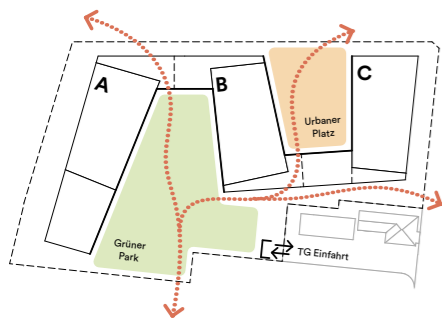 A
B
C
Urbaner
Platz
Grüner
Park
TG Einfahrt